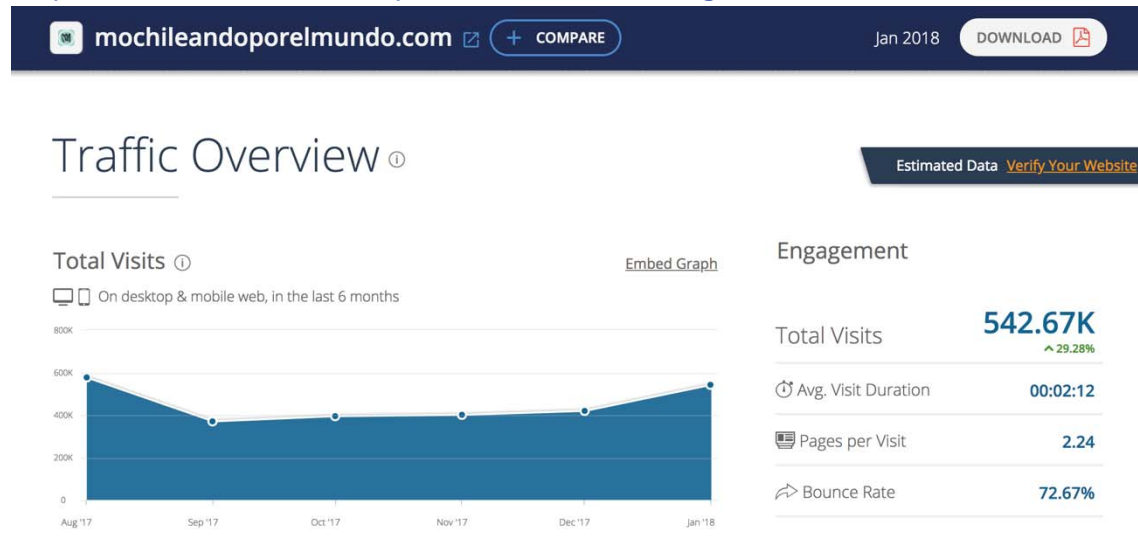 mochileandoporelmundo.com + COMPARE Jan 2018 DOWNLOAD
Traffic Overview
Estimated Data Verify Your Website
Total Visits
Embed Graph
On desktop & mobile web, in the last 6 months
800K
600K
400K
200K
0
Aug '17 Sep '17 Oct '17 Nov '17 Dec '17 Jan '18
Engagement
Total Visits 542.67K
29.28%
Avg. Visit Duration 00:02:12
Pages per Visit 2.24
Bounce Rate 72.67%